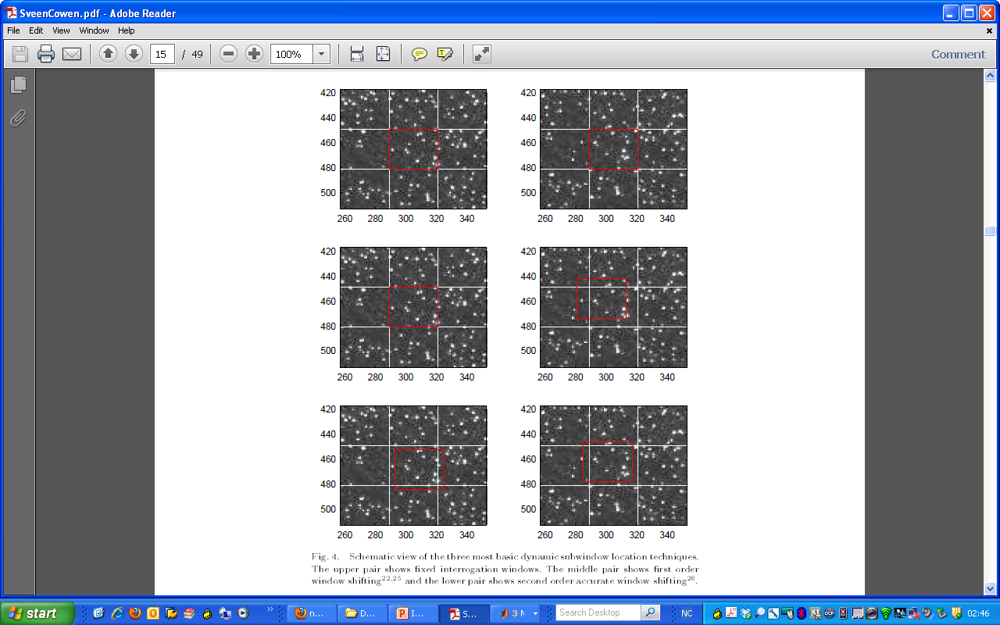 SveenCowen.pdf - Adobe Reader
File Edit View Window Help
15 / 49 100% Comment
420 420
440 440
460 460
480 480
500 500
260 280 300 320 340 260 280 300 320 340
420 420
440 440
460 460
480 480
500 500
260 280 300 320 340 260 280 300 320 340
420 420
440 440
460 460
480 480
500 500
260 280 300 320 340 260 280 300 320 340
Fig. 4. Schematic view of the three most basic dynamic subwindow location techniques.
The upper pair shows fixed interrogation windows. The middle pair shows first order
window shifting22,25 and the lower pair shows second order accurate window shifting26.
start n... D... I... S... 3 Search Desktop NC 02:46